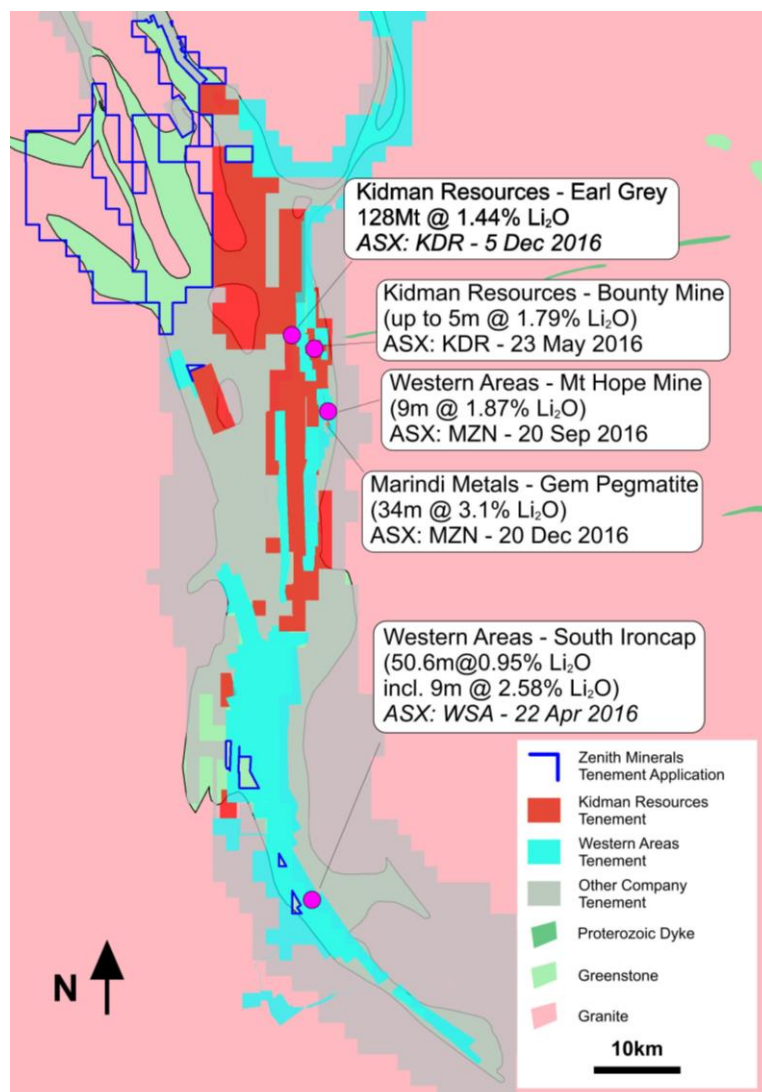 Kidman Resources - Earl Grey
128Mt @ 1.44% Li₂O
ASX: KDR - 5 Dec 2016
Kidman Resources - Bounty Mine
(up to 5m @ 1.79% Li₂O)
ASX: KDR - 23 May 2016
Western Areas - Mt Hope Mine
(9m @ 1.87% Li₂O)
ASX: MZN - 20 Sep 2016
Marindi Metals - Gem Pegmatite
(34m @ 3.1% Li₂O)
ASX: MZN - 20 Dec 2016
Western Areas - South Ironcap
(50.6m@0.95% Li₂O
incl. 9m @ 2.58% Li₂O)
ASX: WSA - 22 Apr 2016
Zenith Minerals
Tenement Application
Kidman Resources
Tenement
Western Areas
Tenement
Other Company
Tenement
Proterozoic Dyke
Greenstone
Granite
10km
N